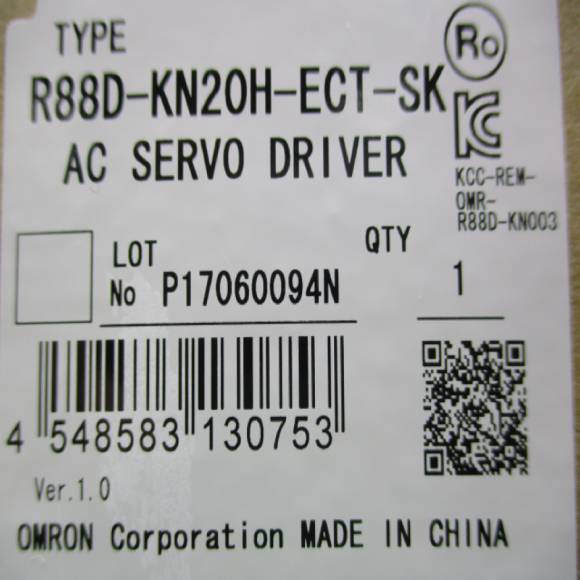 TYPE
Ro
R88D-KN20H-ECT-SK
AC SERVO DRIVER
KCC-REM-
OMR-
R88D-KN003
LOT
No P17060094N
QTY
1
4 548583 130753
Ver.1.0
OMRON Corporation MADE IN CHINA